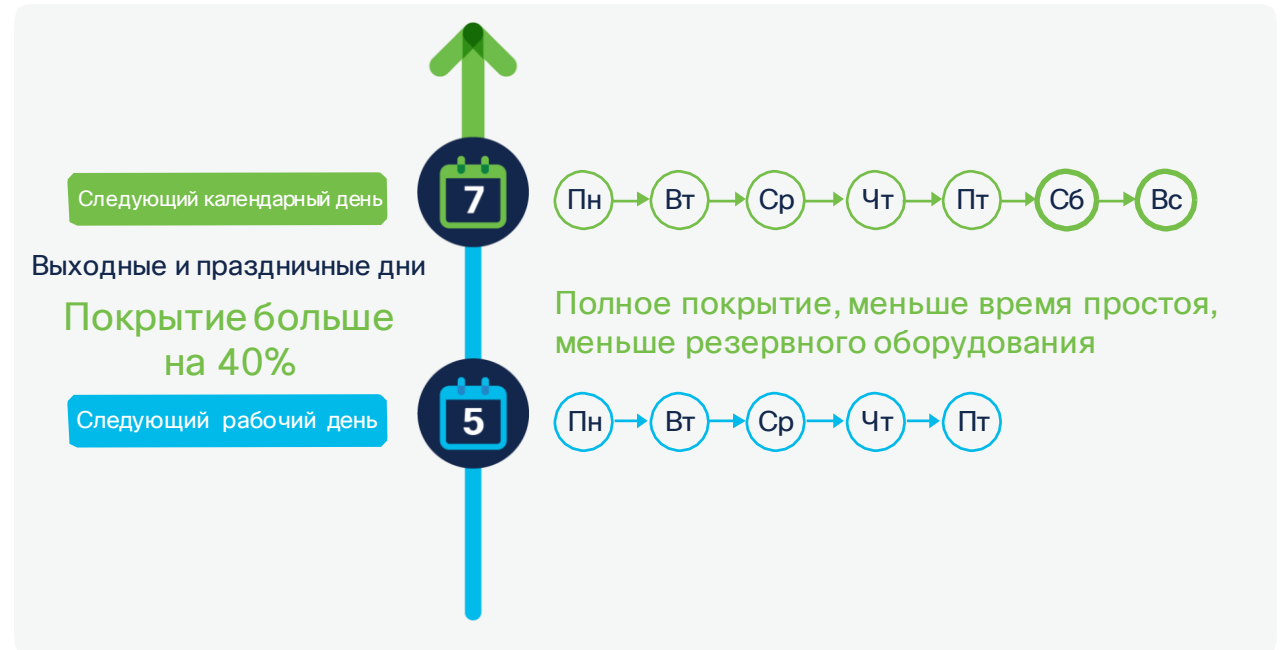 Следующий календарный день
7
Пн Вт Ср Чт Пт Сб Вс
Выходные и праздничные дни
Покрытие больше
на 40%
Полное покрытие, меньше время простоя,
меньше резервного оборудования
Следующий рабочий день
5
Пн Вт Ср Чт Пт